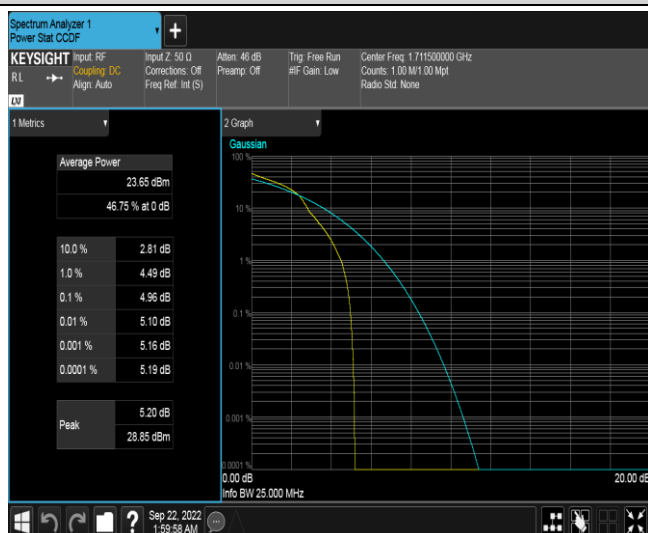 Spectrum Analyzer 1
Power Stat CCDF
+
KEYSIGHT
R L
Input: RF
Coupling: DC
Align: Auto
Input Z: 50 Ω
Corrections: Off
Freq Ref: Int (S)
Atten: 46 dB
Preamp: Off
Trig: Free Run
#IF Gain: Low
Center Freq: 1.711500000 GHz
Counts: 1.00 M/1.00 Mpt
Radio Std: None
1 Metrics
Average Power
23.65 dBm
46.75 % at 0 dB
10.0 % 2.81 dB
1.0 % 4.49 dB
0.1 % 4.96 dB
0.01 % 5.10 dB
0.001 % 5.16 dB
0.0001 % 5.19 dB
Peak
5.20 dB
28.85 dBm
2 Graph
Gaussian
100 %
10 %
1 %
0.1 %
0.01 %
0.001 %
0.0001 %
0.00 dB
20.00 dB
Info BW 25.000 MHz
?
Sep 22, 2022
1:59:58 AM